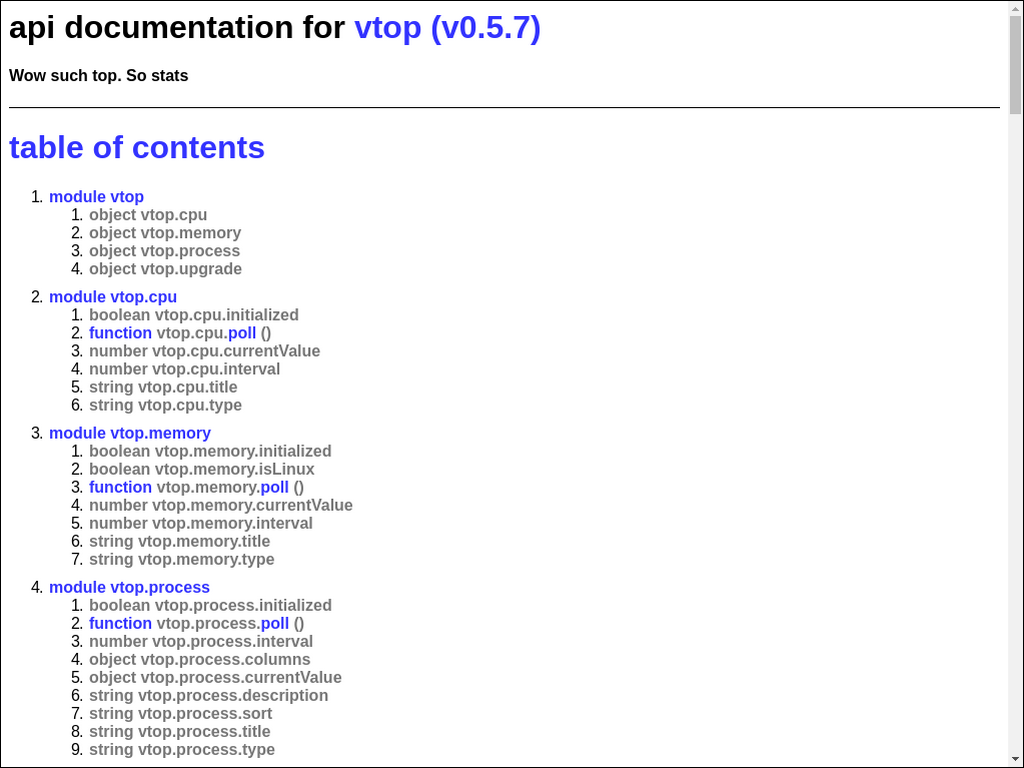 api documentation for vtop (v0.5.7)
Wow such top. So stats
table of contents
1. module vtop
1. object vtop.cpu
2. object vtop.memory
3. object vtop.process
4. object vtop.upgrade
2. module vtop.cpu
1. boolean vtop.cpu.initialized
2. function vtop.cpu.poll ()
3. number vtop.cpu.currentValue
4. number vtop.cpu.interval
5. string vtop.cpu.title
6. string vtop.cpu.type
3. module vtop.memory
1. boolean vtop.memory.initialized
2. boolean vtop.memory.isLinux
3. function vtop.memory.poll ()
4. number vtop.memory.currentValue
5. number vtop.memory.interval
6. string vtop.memory.title
7. string vtop.memory.type
4. module vtop.process
1. boolean vtop.process.initialized
2. function vtop.process.poll ()
3. number vtop.process.interval
4. object vtop.process.columns
5. object vtop.process.currentValue
6. string vtop.process.description
7. string vtop.process.sort
8. string vtop.process.title
9. string vtop.process.type